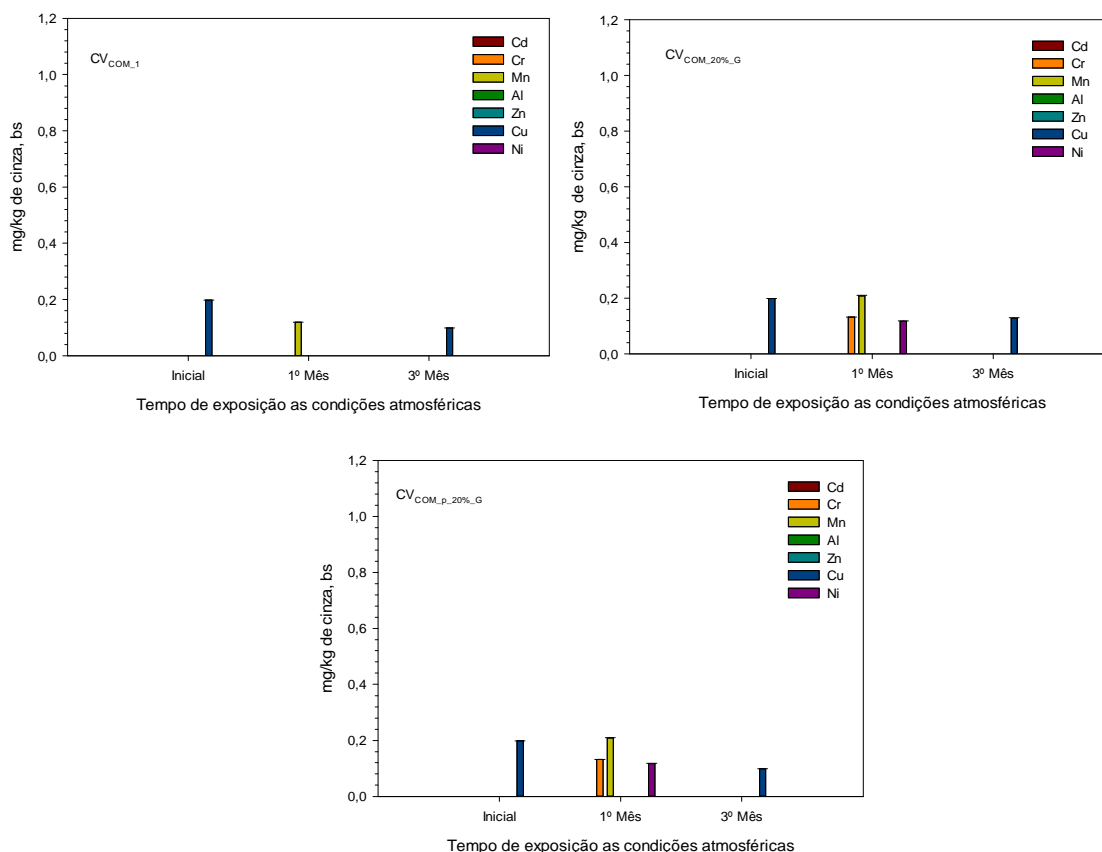 1,2
1,0
0,8
0,6
0,4
0,2
0,0
mg/kg de cinza, bs
CV_COM_1
Cd
Cr
Mn
Al
Zn
Cu
Ni
Inicial 1º Mês 3º Mês
Tempo de exposição as condições atmosféricas
1,2
1,0
0,8
0,6
0,4
0,2
0,0
mg/kg de cinza, bs
CV_COM_20%_G
Cd
Cr
Mn
Al
Zn
Cu
Ni
Inicial 1º Mês 3º Mês
Tempo de exposição as condições atmosféricas
1,2
1,0
0,8
0,6
0,4
0,2
0,0
mg/kg de cinza, bs
CV_COM_p_20%_G
Cd
Cr
Mn
Al
Zn
Cu
Ni
Inicial 1º Mês 3º Mês
Tempo de exposição as condições atmosféricas